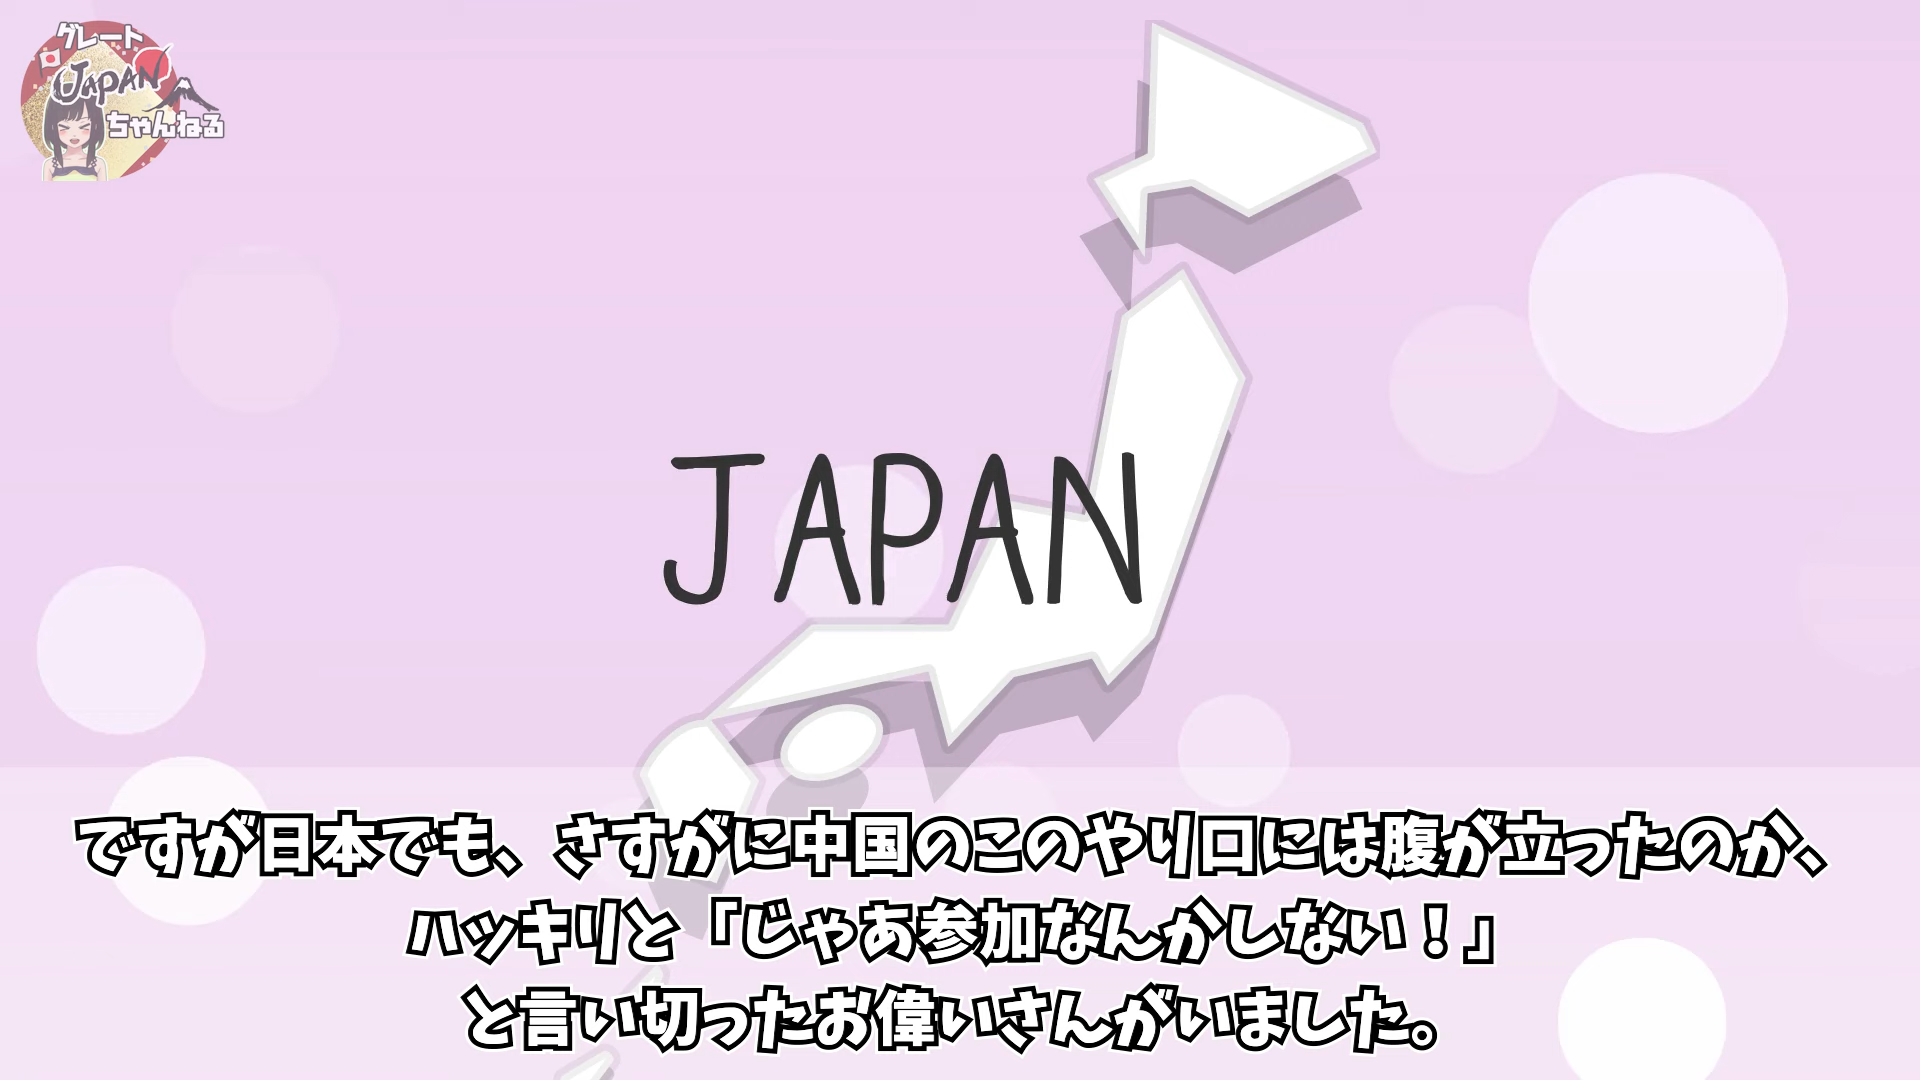 グレート
JAPAN
ちゃんねる
JAPAN
ですが日本でも、さすがに中国のこのやり口には腹が立ったのか、
ハッキリと「じゃあ参加なんかしない！」
と言い切ったお偉いさんがいました。